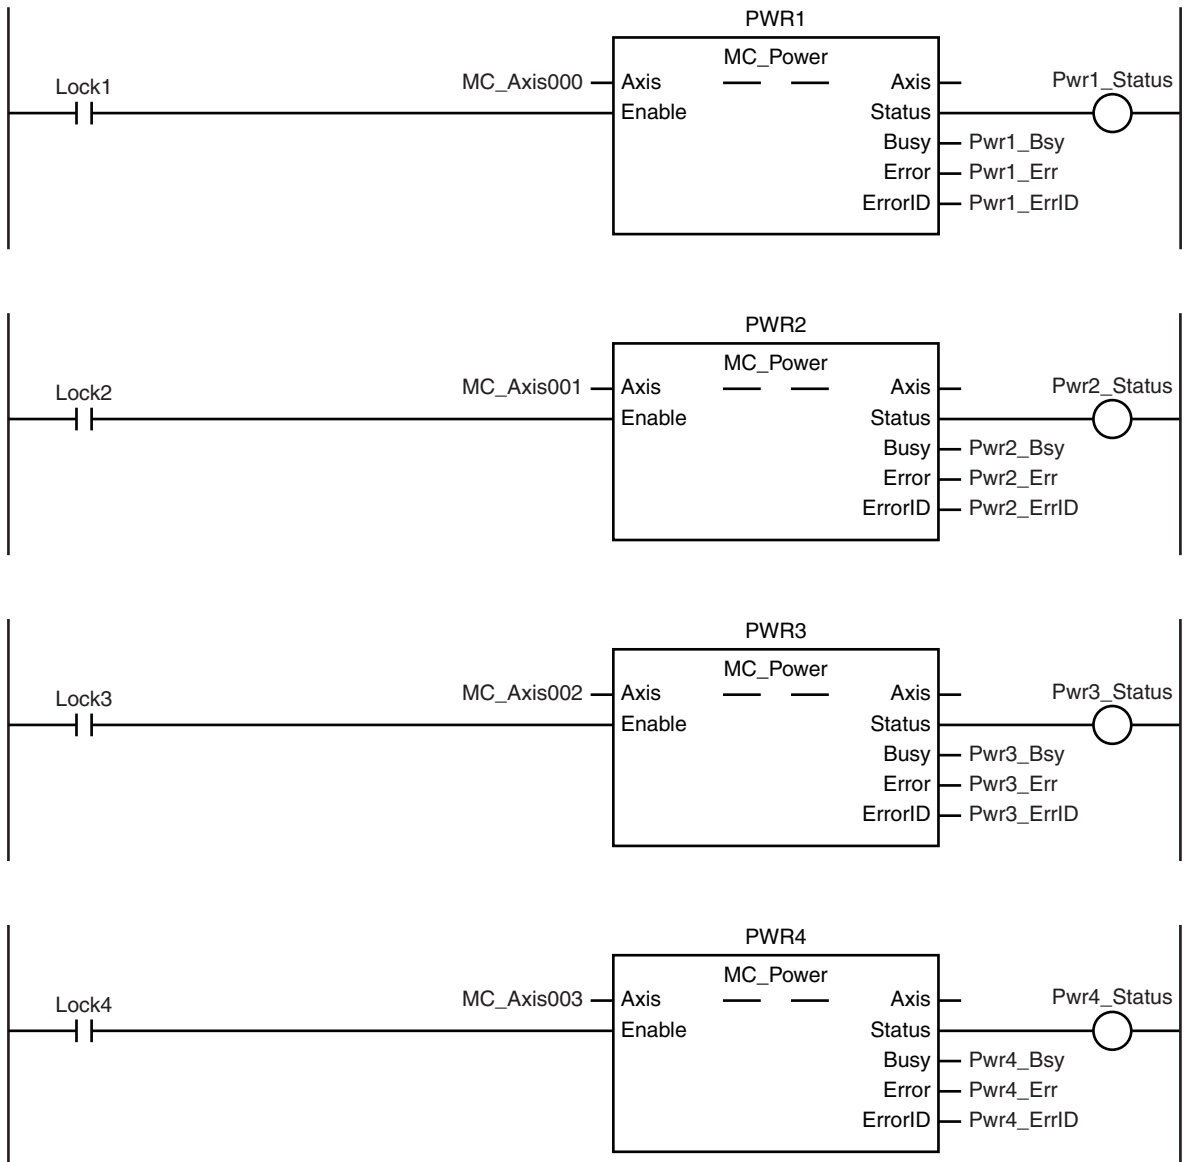 PWR1
MC_Power
Lock1
MC_Axis000 Axis Axis Pwr1_Status
Enable Status
Busy Pwr1_Bsy
Error Pwr1_Err
ErrorID Pwr1_ErrID
PWR2
MC_Power
Lock2
MC_Axis001 Axis Axis Pwr2_Status
Enable Status
Busy Pwr2_Bsy
Error Pwr2_Err
ErrorID Pwr2_ErrID
PWR3
MC_Power
Lock3
MC_Axis002 Axis Axis Pwr3_Status
Enable Status
Busy Pwr3_Bsy
Error Pwr3_Err
ErrorID Pwr3_ErrID
PWR4
MC_Power
Lock4
MC_Axis003 Axis Axis Pwr4_Status
Enable Status
Busy Pwr4_Bsy
Error Pwr4_Err
ErrorID Pwr4_ErrID